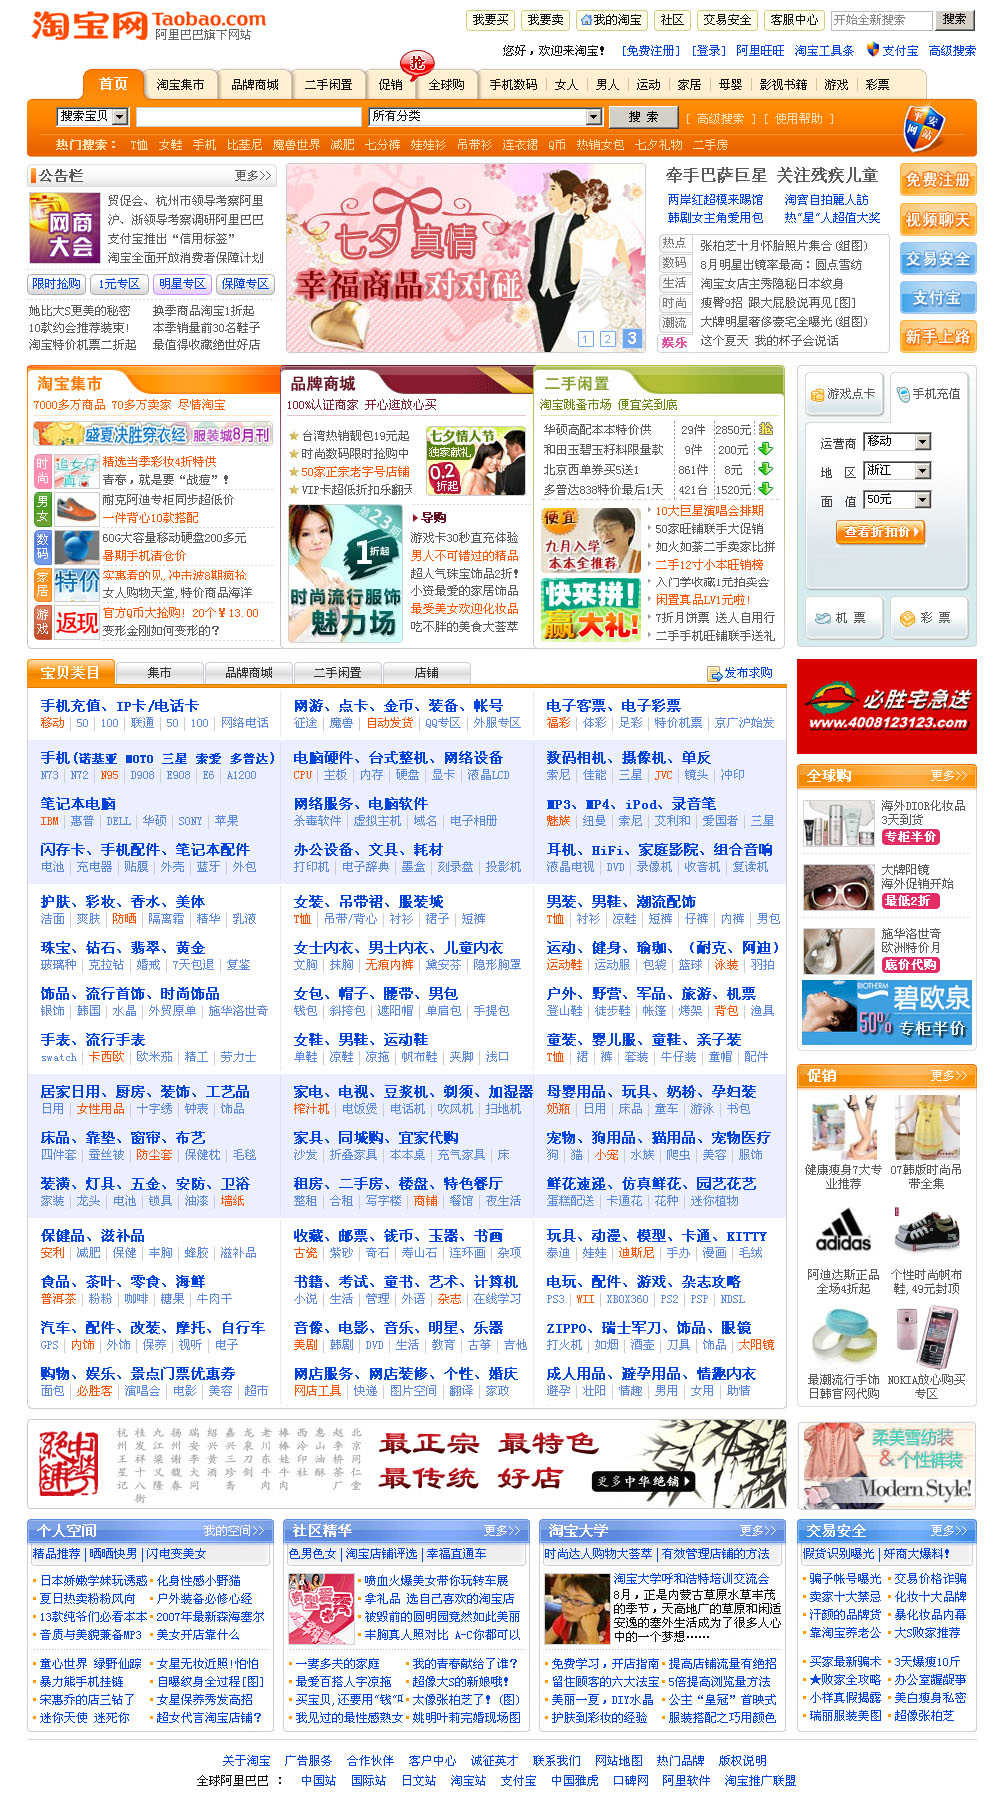 淘宝网 Taobao.com
阿里巴巴旗下网站
我要买 我要卖 我的淘宝 社区 交易安全 客服中心 开始全新搜索 搜索
您好，欢迎来淘宝！ [免费注册] [登录] 阿里旺旺 淘宝工具条 支付宝 高级搜索
首页 淘宝集市 品牌商城 二手闲置 促销 抢 全球购 手机数码 女人 男人 运动 家居 母婴 影视书籍 游戏 彩票
搜索宝贝 所有分类 搜 索 [ 高级搜索 ] [ 使用帮助 ]
平安网站
热门搜索： T恤 女鞋 手机 比基尼 魔兽世界 减肥 七分裤 娃娃衫 吊带衫 连衣裙 Q币 热销女包 七夕礼物 二手房
公告栏 更多>>
网商大会
贸促会、杭州市领导考察阿里
沪、浙领导考察调研阿里巴巴
支付宝推出“信用标签”
淘宝全面开放消费者保障计划
限时抢购 1元专区 明星专区 保障专区
她比大S更美的秘密 换季商品淘宝1折起
10款约会推荐装束! 本季销量前30名鞋子
淘宝特价机票二折起 最值得收藏绝世好店
七夕真情
幸福商品对对碰
1 2 3
牵手巴萨巨星 关注残疾儿童
两岸红超模来踢馆 淘宫自拍麗人訪
韩剧女主角爱用包 热“星”人超值大奖
热点 张柏芝十月怀胎照片集合(组图)
数码 8月明星出镜率最高：圆点雪纺
生活 淘宝女店主秀隐秘日本纹身
时尚 瘦臀9招 跟大屁股说再见[图]
潮流 大牌明星奢侈豪宅全曝光(组图)
娱乐 这个夏天 我的杯子会说话
免费注册
视频聊天
交易安全
支付宝
新手上路
淘宝集市
7000多万商品 70多万卖家 尽情淘宝
盛夏决胜穿衣经 服装城8月刊
时尚 追女仔真言 精选当季彩妆4折特供
青春，就是要“战痘”！
男女 耐克阿迪专柜同步超低价
一件背心10款搭配
数码 60G大容量移动硬盘200多元
暑期手机清仓价
家居 特价 实惠看的见,冲击波8期疯抢
女人购物天堂,特价商品海洋
游戏 返现 官方Q币大抢购! 20个￥13.00
变形金刚如何变形的？
品牌商城
100%认证商家 开心逛放心买
台湾热销靓包19元起
时尚数码限时抢购中
50家正宗老字号店铺
VIP卡超低折扣乐翻天
七夕情人节 独家献礼 0.2折起
第23期
1折起
时尚流行服饰
魅力场
导购
游戏卡30秒直充体验
男人不可错过的精品
超人气珠宝饰品2折!
小资最爱的家居饰品
最受美女欢迎化妆品
吃不胖的美食大荟萃
二手闲置
淘宝跳蚤市场 便宜笑到底
华硕高配本本特价供 29件 2850元 抢
和田玉碧玉籽料限量款 9件 200元
北京西单券买5送1 861件 8元
多普达838特价最后1天 421台 1520元
便宜
九月入学
本本全推荐
快来拼!
赢大礼
10大巨星演唱会排期
50家旺铺联手大促销
如火如荼二手卖家比拼
二手12寸小本旺销榜
入门学收藏1元拍卖会
闲置真品LV1元啦！
7折月饼票 送人自用行
二手手机旺铺联手送礼
游戏点卡 手机充值
运营商 移动
地 区 浙江
面 值 50元
查看折扣价
机 票 彩 票
宝贝类目 集市 品牌商城 二手闲置 店铺 发布求购
手机充值、IP卡/电话卡 网游、点卡、金币、装备、帐号 电子客票、电子彩票
移动 | 50 | 100 | 联通 | 50 | 100 | 网络电话 征途 | 魔兽 | 自动发货 | QQ专区 | 外服专区 福彩 | 体彩 | 足彩 | 特价机票 | 京广沪始发
手机(诺基亚 MOTO 三星 索爱 多普达) 电脑硬件、台式整机、网络设备 数码相机、摄像机、单反
N73 | N72 | N95 | D908 | E908 | E6 | A1200 CPU | 主板 | 内存 | 硬盘 | 显卡 | 液晶LCD 索尼 | 佳能 | 三星 | JVC | 镜头 | 冲印
笔记本电脑 网络服务、电脑软件 MP3、MP4、iPod、录音笔
IBM | 惠普 | DELL | 华硕 | SONY | 苹果 杀毒软件 | 虚拟主机 | 域名 | 电子相册 魅族 | 纽曼 | 索尼 | 艾利和 | 爱国者 | 三星
闪存卡、手机配件、笔记本配件 办公设备、文具、耗材 耳机、HiFi、家庭影院、组合音响
电池 | 充电器 | 贴膜 | 外壳 | 蓝牙 | 外包 打印机 | 电子辞典 | 墨盒 | 刻录盘 | 投影机 液晶电视 | DVD | 录像机 | 收音机 | 复读机
护肤、彩妆、香水、美体 女装、吊带裙、服装城 男装、男鞋、潮流配饰
洁面 | 爽肤 | 防晒 | 隔离霜 | 精华 | 乳液 T恤 | 吊带/背心 | 衬衫 | 裙子 | 短裤 T恤 | 衬衫 | 凉鞋 | 短裤 | 仔裤 | 内裤 | 男包
珠宝、钻石、翡翠、黄金 女士内衣、男士内衣、儿童内衣 运动、健身、瑜珈、（耐克、阿迪）
玻璃种 | 克拉钻 | 婚戒 | 7天包退 | 复鉴 文胸 | 抹胸 | 无痕内裤 | 黛安芬 | 隐形胸罩 运动鞋 | 运动服 | 包袋 | 篮球 | 泳装 | 羽拍
饰品、流行首饰、时尚饰品 女包、帽子、腰带、男包 户外、野营、军品、旅游、机票
银饰 | 韩国 | 水晶 | 外贸原单 | 施华洛世奇 钱包 | 斜挎包 | 遮阳帽 | 单肩包 | 手提包 登山鞋 | 徒步鞋 | 帐篷 | 烤架 | 背包 | 渔具
手表、流行手表 女鞋、男鞋、运动鞋 童装、婴儿服、童鞋、亲子装
swatch | 卡西欧 | 欧米茄 | 精工 | 劳力士 单鞋 | 凉鞋 | 凉拖 | 帆布鞋 | 夹脚 | 浅口 T恤 | 裙 | 裤 | 套装 | 牛仔装 | 童帽 | 配件
居家日用、厨房、装饰、工艺品 家电、电视、豆浆机、剃须、加湿器 母婴用品、玩具、奶粉、孕妇装
日用 | 女性用品 | 十字绣 | 钟表 | 饰品 榨汁机 | 电饭煲 | 电话机 | 吹风机 | 扫地机 奶瓶 | 日用 | 床品 | 童车 | 游泳 | 书包
床品、靠垫、窗帘、布艺 家具、同城购、宜家代购 宠物、狗用品、猫用品、宠物医疗
四件套 | 蚕丝被 | 防尘套 | 保健枕 | 毛毯 沙发 | 折叠家具 | 本本桌 | 充气家具 | 床 狗 | 猫 | 小宠 | 水族 | 爬虫 | 美容 | 服饰
装潢、灯具、五金、安防、卫浴 租房、二手房、楼盘、特色餐厅 鲜花速递、仿真鲜花、园艺花艺
家装 | 龙头 | 电池 | 锁具 | 油漆 | 墙纸 整租 | 合租 | 写字楼 | 商铺 | 餐馆 | 夜生活 蛋糕配送 | 卡通花 | 花种 | 迷你植物
保健品、滋补品 收藏、邮票、钱币、玉器、书画 玩具、动漫、模型、卡通、KITTY
安利 | 减肥 | 保健 | 丰胸 | 蜂胶 | 滋补品 古瓷 | 紫砂 | 奇石 | 寿山石 | 连环画 | 杂项 泰迪 | 娃娃 | 迪斯尼 | 手办 | 漫画 | 毛绒
食品、茶叶、零食、海鲜 书籍、考试、童书、艺术、计算机 电玩、配件、游戏、杂志攻略
普洱茶 | 粉粉 | 咖啡 | 糖果 | 牛肉干 小说 | 生活 | 管理 | 外语 | 杂志 | 在线学习 PS3 | WII | XBOX360 | PS2 | PSP | NDSL
汽车、配件、改装、摩托、自行车 音像、电影、音乐、明星、乐器 ZIPPO、瑞士军刀、饰品、眼镜
GPS | 内饰 | 外饰 | 保养 | 视听 | 电子 美剧 | 韩剧 | DVD | 生活 | 教育 | 古筝 | 吉他 打火机 | 如烟 | 酒壶 | 刀具 | 饰品 | 太阳镜
购物、娱乐、景点门票优惠券 网店服务、网店装修、个性、婚庆 成人用品、避孕用品、情趣内衣
面包 | 必胜客 | 演唱会 | 电影 | 美容 | 超市 网店工具 | 快递 | 图片空间 | 翻译 | 家政 避孕 | 壮阳 | 情趣 | 男用 | 女用 | 助情
必胜宅急送
www.4008123123.com
全球购 更多>>
海外DIOR化妆品
3天到货
专柜半价
大牌阳镜
海外促销开始
最低2折
施华洛世奇
欧洲特价月
底价代购
BIOTHERM 碧欧泉
50% 专柜半价
促销 更多>>
健康瘦身7大专业推荐 07韩版时尚吊带全集
adidas
阿迪达斯正品全场4折起 个性时尚帆布鞋,49元封顶
最潮流行手饰日韩官网代购 NOKIA放心购买专区
最正宗 最特色
最传统 好店
更多中华绝铺
柔美雪纺装
&个性裤装
Modern Style!
个人空间 我的空间>>
精品推荐 | 晒晒快男 | 闪电变美女
日本娇嫩学妹玩诱惑 化身性感小野猫
夏日热卖粉粉风向 户外装备必修心经
13款纯爷们必看本本 2007年最新森海塞尔
音质与美貌兼备MP3 美女开店靠什么
童心世界 绿野仙踪 女星无妆近照!怕怕
暴力熊手机挂链 自曝纹身全过程[图]
宋惠乔的店三钻了 女星保养秀发高招
迷你天使 迷死你 超女代言淘宝店铺？
社区精华 更多>>
色男色女 | 淘宝店铺评选 | 幸福直通车
喷血火爆美女带你玩转车展
拿礼品 选自己喜欢的淘宝店
被毁前的圆明园竟然如此美丽
丰胸真人照对比 A-C你都可以
一妻多夫的家庭 我的青春献给了谁？
最爱百搭人字凉拖 超像大S的新娘哦！
买宝贝,还要用“钱”吗 太像张柏芝了！(图)
我见过的最性感熟女 姚明叶莉完婚现场图
淘宝大学 更多>>
时尚达人购物大荟萃 | 有效管理店铺的方法
淘宝大学呼和浩特培训交流会
8月，正是内蒙古草原水草丰茂的季节，天高地广的草原和闲适安逸的塞外生活成为了很多人心中的一个梦想……
免费学习，开店指南 提高店铺流量有绝招
留住顾客的六大法宝 5倍提高浏览量方法
美丽一夏，DIY水晶 公主“皇冠”首映式
护肤到彩妆的经验 服装搭配之巧用颜色
交易安全 更多>>
假货识别曝光 | 奸商大爆料！
骗子帐号曝光 交易价格诈骗
卖家十大禁忌 化妆十大品牌
汗颜的品牌货 暴化妆品内幕
靠淘宝养老公 大S败家推荐
买家最新骗术 3天爆瘦10斤
★败家全攻略 办公室龌龊事
小样真假揭露 美白瘦身私密
瑞丽服装美图 超像张柏芝
关于淘宝 广告服务 合作伙伴 客户中心 诚征英才 联系我们 网站地图 热门品牌 版权说明
全球阿里巴巴 ： 中国站 国际站 日文站 淘宝站 支付宝 中国雅虎 口碑网 阿里软件 淘宝推广联盟